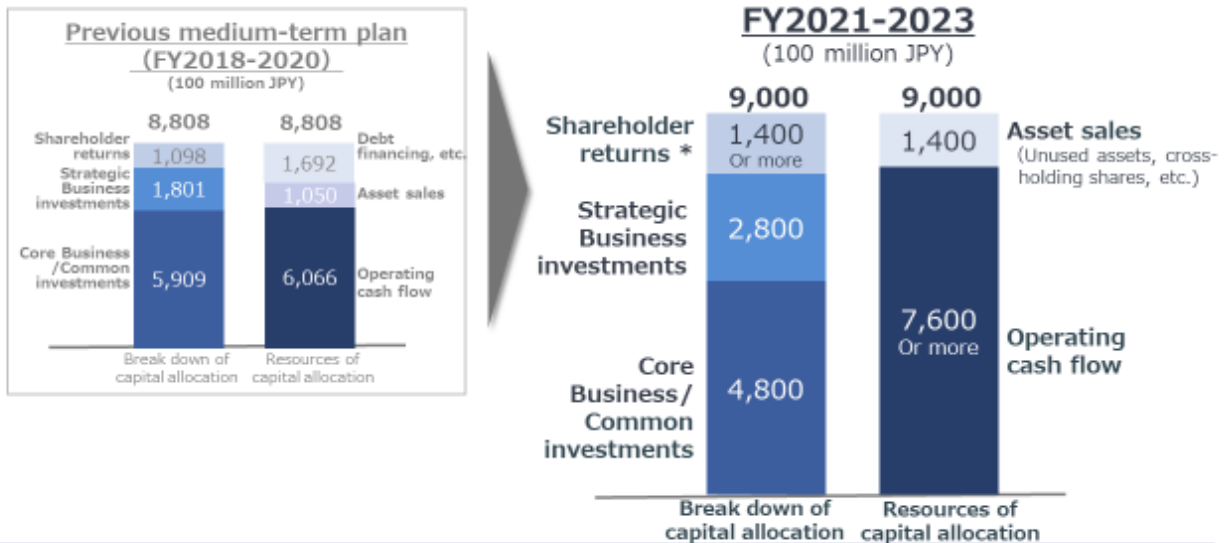 Previous medium-term plan
(FY2018-2020)
(100 million JPY)
8,808
8,808
Shareholder
returns
1,098
Strategic
Business
investments
1,801
Core Business
/Common
investments
5,909
1,692
Debt
financing, etc.
1,050
Asset sales
6,066
Operating
cash flow
Break down of
capital allocation
Resources of
capital allocation
FY2021-2023
(100 million JPY)
9,000
9,000
Shareholder
returns *
1,400
Or more
Strategic
Business
investments
2,800
Core
Business/
Common
investments
4,800
1,400
Asset sales
(Unused assets, cross-
holding shares, etc.)
7,600
Or more
Operating
cash flow
Break down of
capital allocation
Resources of
capital allocation